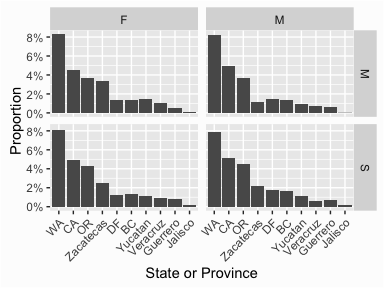 F M
8%
6%
4%
2%
0%
M
8%
6%
4%
2%
0%
S
Proportion
WA CA OR Zacatecas DF BC Yucatan Veracruz Guerrero Jalisco
WA CA OR Zacatecas DF BC Yucatan Veracruz Guerrero Jalisco
State or Province